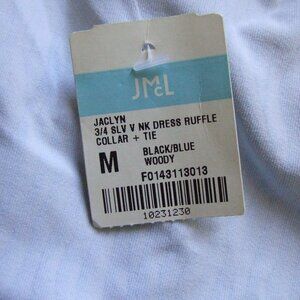 JMcL
JACLYN
3/4 SLV V NK DRESS RUFFLE
COLLAR + TIE
M
BLACK/BLUE
WOODY
F0143113013
10231230